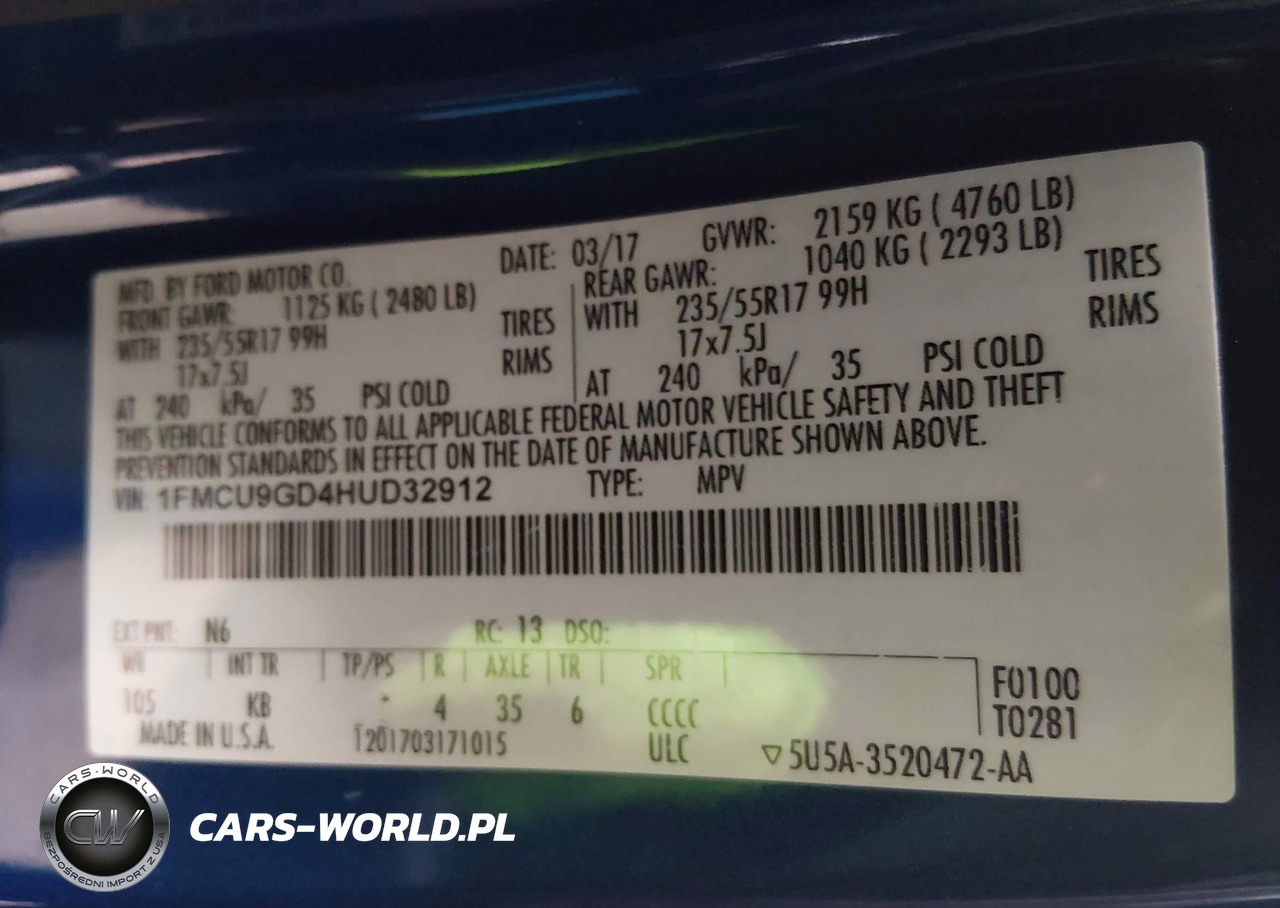 MFD. BY FORD MOTOR CO. DATE: 03/17 GVWR: 2159 KG ( 4760 LB)
FRONT GAWR: 1125 KG ( 2480 LB)
WITH 235/55R17 99H TIRES
17x7.5J RIMS
AT 240 kPa/ 35 PSI COLD
REAR GAWR: 1040 KG ( 2293 LB)
WITH 235/55R17 99H TIRES
17x7.5J RIMS
AT 240 kPa/ 35 PSI COLD
THIS VEHICLE CONFORMS TO ALL APPLICABLE FEDERAL MOTOR VEHICLE SAFETY AND THEFT
PREVENTION STANDARDS IN EFFECT ON THE DATE OF MANUFACTURE SHOWN ABOVE.
VIN: 1FMCU9GD4HUD32912 TYPE: MPV
EXT PNT: N6 RC: 13 DSO:
WB INT TR TP/PS R AXLE TR SPR
105 KB - 4 35 6 CCCC
F0100
T0281
MADE IN U.S.A. T201703171015 ULC ▽5U5A-3520472-AA
CARS-WORLD
CW
BEZPOŚREDNI IMPORT Z USA
CARS-WORLD.PL